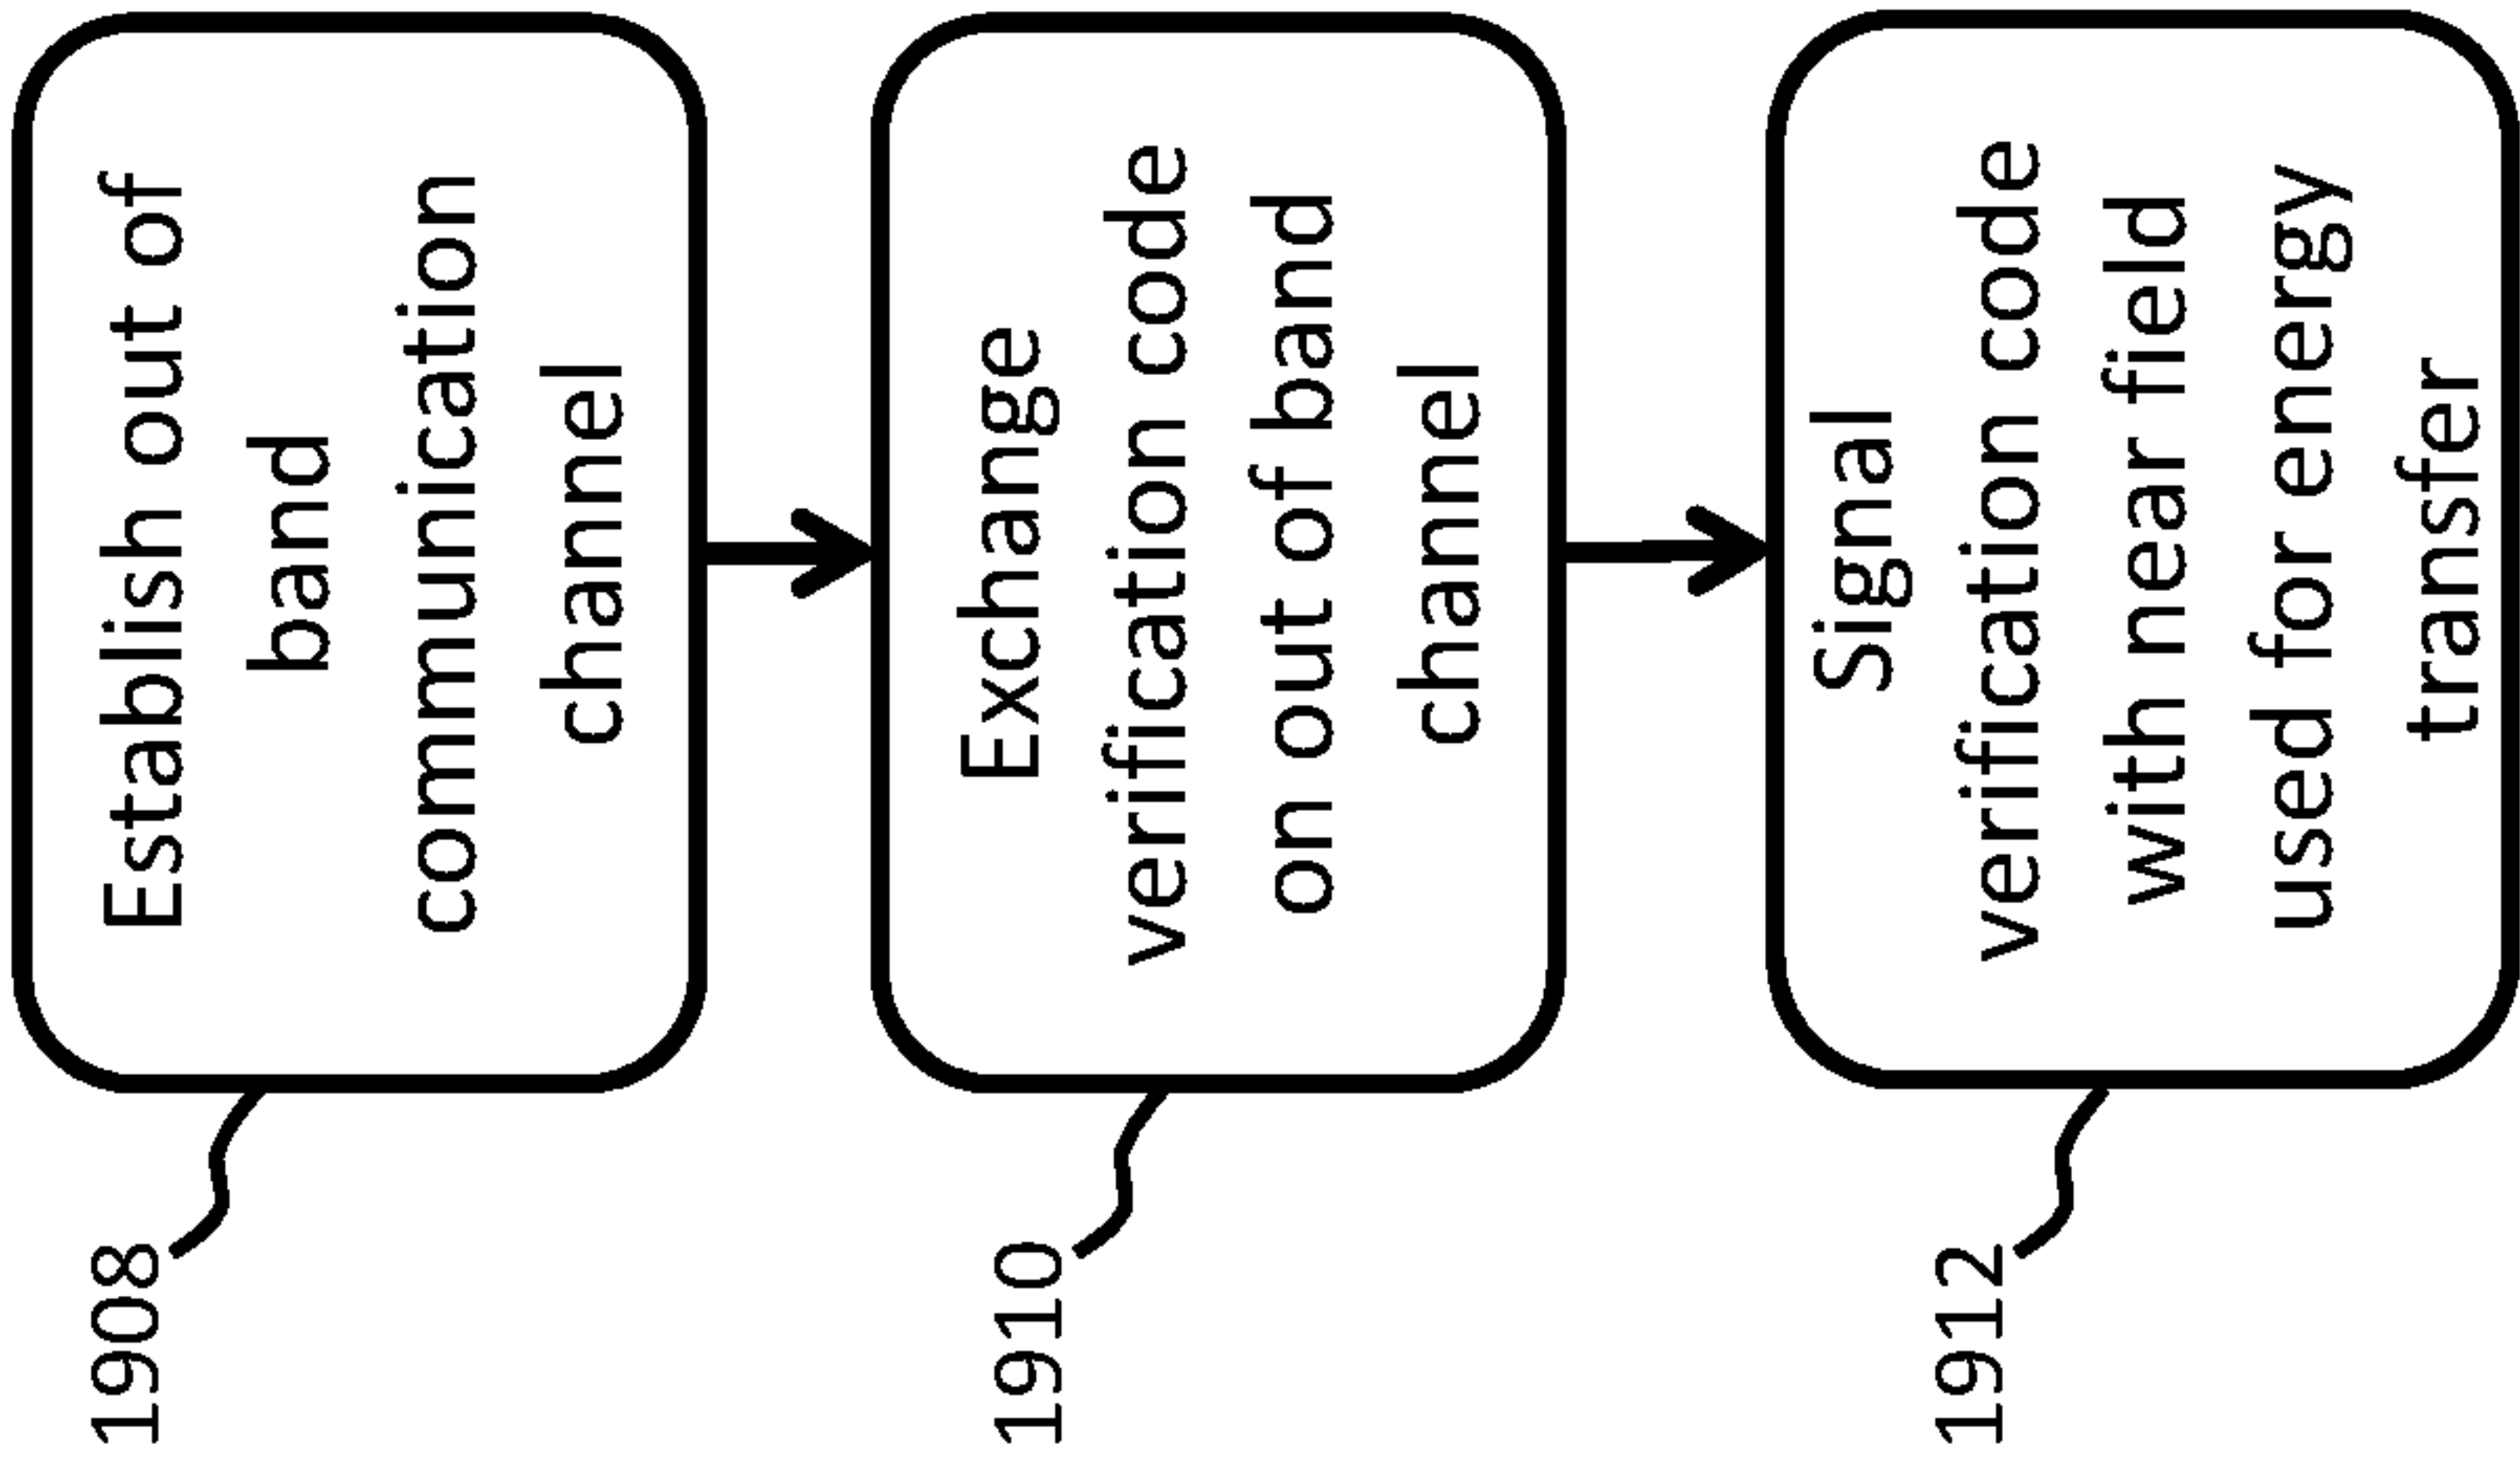 1908
Establish out of
band
communication
channel
1910
Exchange
verification code
on out of band
channel
1912
Signal
verification code
with near field
used for energy
transfer